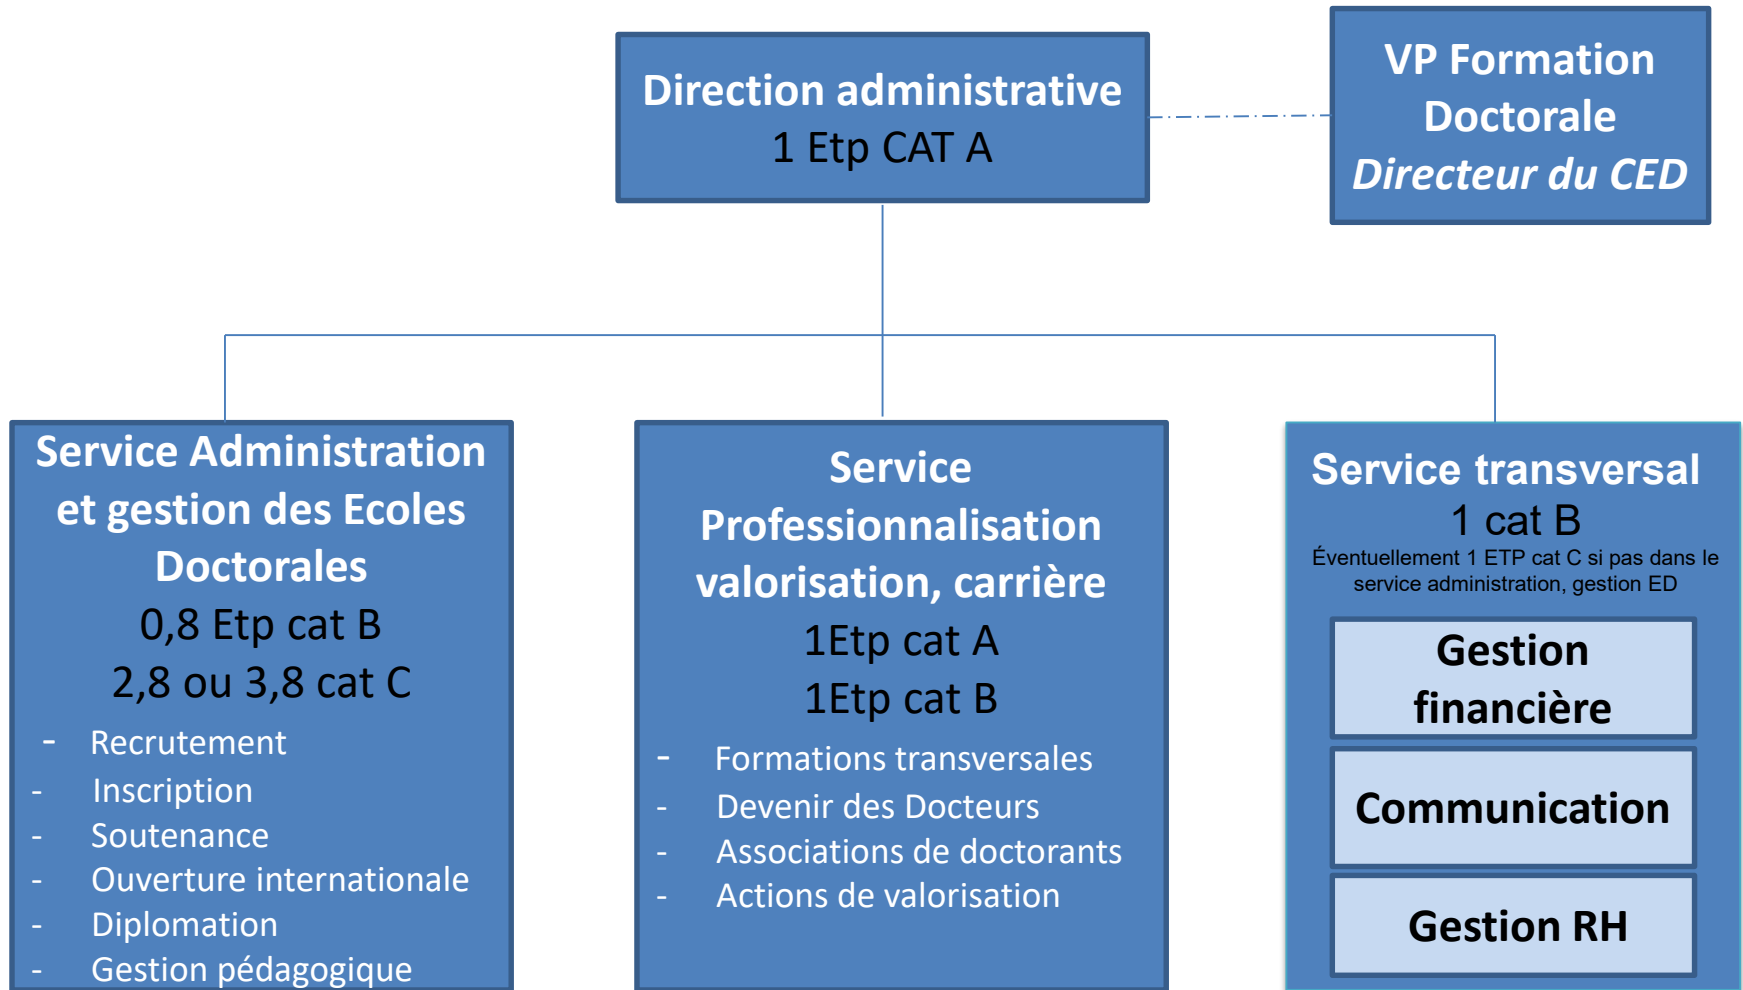 Direction administrative
1 Etp CAT A
VP Formation
Doctorale
Directeur du CED
Service Administration
et gestion des Ecoles
Doctorales
0,8 Etp cat B
2,8 ou 3,8 cat C
- Recrutement
- Inscription
- Soutenance
- Ouverture internationale
- Diplomation
- Gestion pédagogique
Service
Professionnalisation
valorisation, carrière
1Etp cat A
1Etp cat B
- Formations transversales
- Devenir des Docteurs
- Associations de doctorants
- Actions de valorisation
Service transversal
1 cat B
Éventuellement 1 ETP cat C si pas dans le
service administration, gestion ED
Gestion
financière
Communication
Gestion RH